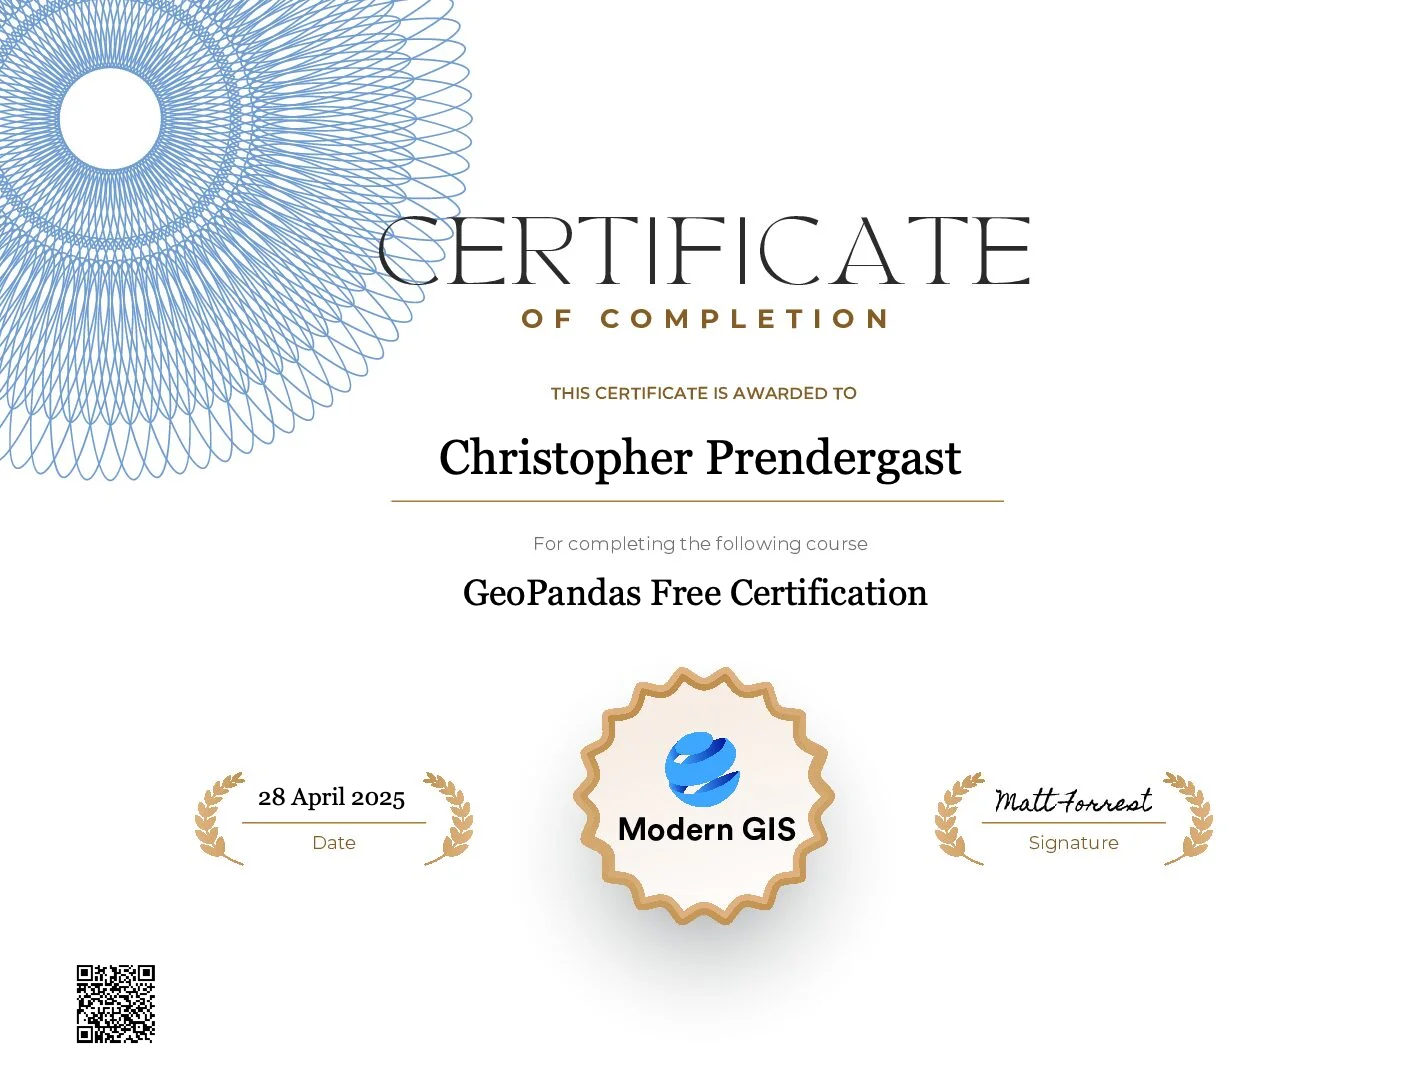 CERTIFICATE
OF COMPLETION
THIS CERTIFICATE IS AWARDED TO
Christopher Prendergast
For completing the following course
GeoPandas Free Certification
28 April 2025
Date
Modern GIS
Matt Forrest
Signature